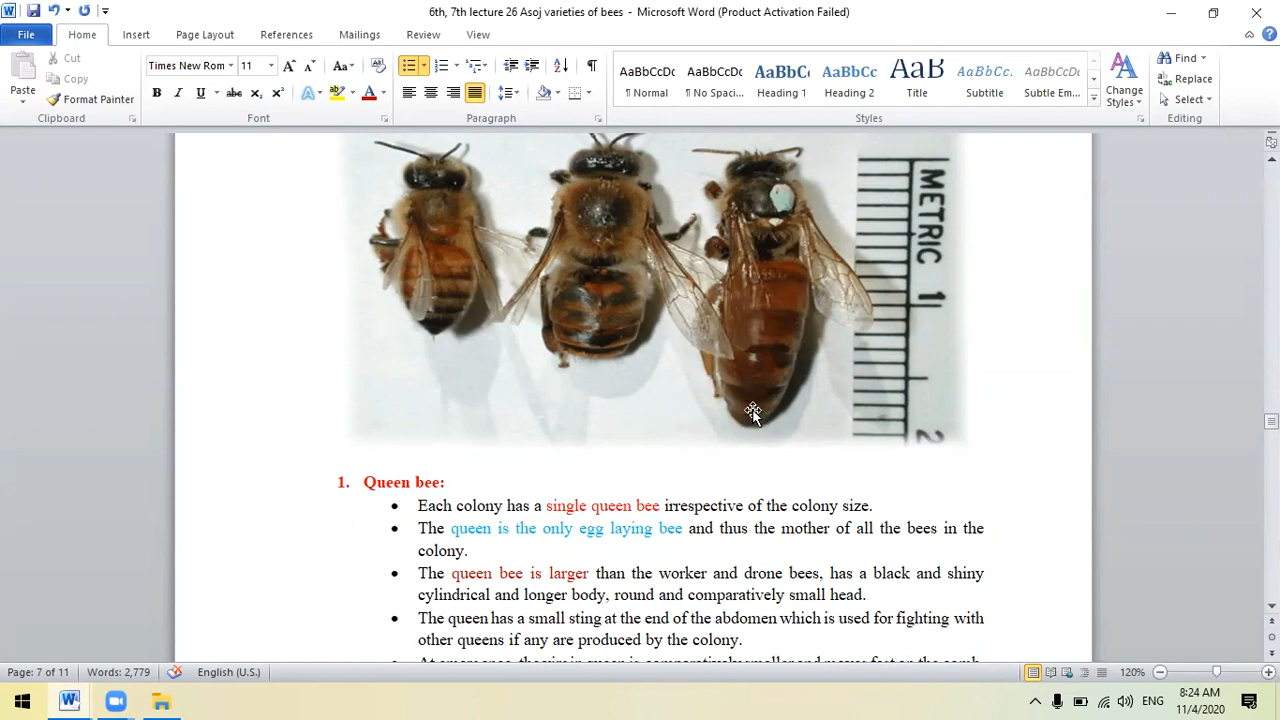 6th, 7th lecture 26 Asoj varieties of bees - Microsoft Word (Product Activation Failed)
File Home Insert Page Layout References Mailings Review View
Paste
Cut
Copy
Format Painter
Clipboard
Times New Rom 11
Font
Paragraph
AaBbCcDc AaBbCcDc AaBbC AaBbCc AaB AaBbCc. AaBbCcDc
¶ Normal ¶ No Spaci... Heading 1 Heading 2 Title Subtitle Subtle Em...
Styles
Change Styles
Find
Replace
Select
Editing
METRIC 1 2
1. Queen bee:
• Each colony has a single queen bee irrespective of the colony size.
• The queen is the only egg laying bee and thus the mother of all the bees in the
colony.
• The queen bee is larger than the worker and drone bees, has a black and shiny
cylindrical and longer body, round and comparatively small head.
• The queen has a small sting at the end of the abdomen which is used for fighting with
other queens if any are produced by the colony.
Page: 7 of 11 Words: 2,779 English (U.S.) 120%
ENG 8:24 AM
11/4/2020